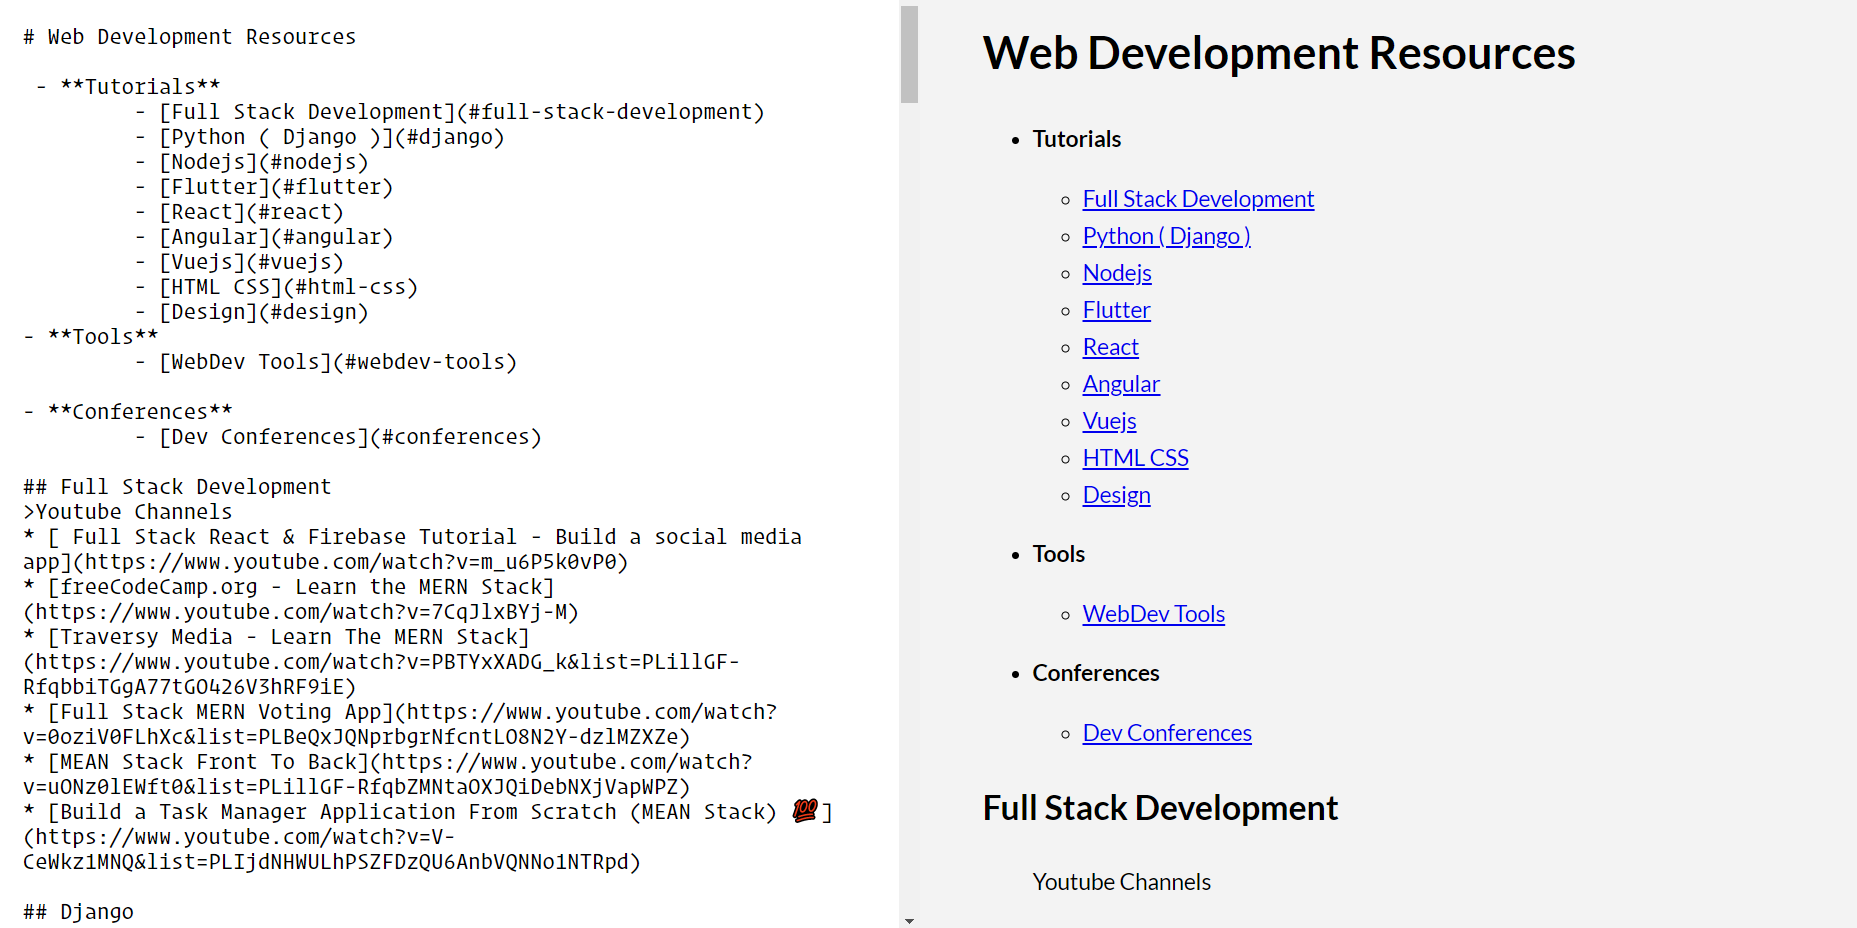 # Web Development Resources
- **Tutorials**
- [Full Stack Development](#full-stack-development)
- [Python ( Django )](#django)
- [Nodejs](#nodejs)
- [Flutter](#flutter)
- [React](#react)
- [Angular](#angular)
- [Vuejs](#vuejs)
- [HTML CSS](#html-css)
- [Design](#design)
- **Tools**
- [WebDev Tools](#webdev-tools)
- **Conferences**
- [Dev Conferences](#conferences)
## Full Stack Development
>Youtube Channels
* [ Full Stack React & Firebase Tutorial - Build a social media
app](https://www.youtube.com/watch?v=m_u6P5k0vP0)
* [freeCodeCamp.org - Learn the MERN Stack]
(https://www.youtube.com/watch?v=7CqJlxBYj-M)
* [Traversy Media - Learn The MERN Stack]
(https://www.youtube.com/watch?v=PBTYxXADG_k&list=PLillGF-
RfqbbiTGgA77tGO426V3hRF9iE)
* [Full Stack MERN Voting App](https://www.youtube.com/watch?
v=0oziV0FLhXc&list=PLBeQxJQNprbgrNfcntLO8N2Y-dzlMZXZe)
* [MEAN Stack Front To Back](https://www.youtube.com/watch?
v=uONz0lEWft0&list=PLillGF-RfqbZMNtaOXJQiDebNXjVapWPZ)
* [Build a Task Manager Application From Scratch (MEAN Stack) 💯]
(https://www.youtube.com/watch?v=V-
CeWkz1MNQ&list=PLIjdNHWULhPSZFDzQU6AnbVQNNo1NTRpd)
## Django
Web Development Resources
• Tutorials
◦ Full Stack Development
◦ Python ( Django )
◦ Nodejs
◦ Flutter
◦ React
◦ Angular
◦ Vuejs
◦ HTML CSS
◦ Design
• Tools
◦ WebDev Tools
• Conferences
◦ Dev Conferences
Full Stack Development
Youtube Channels